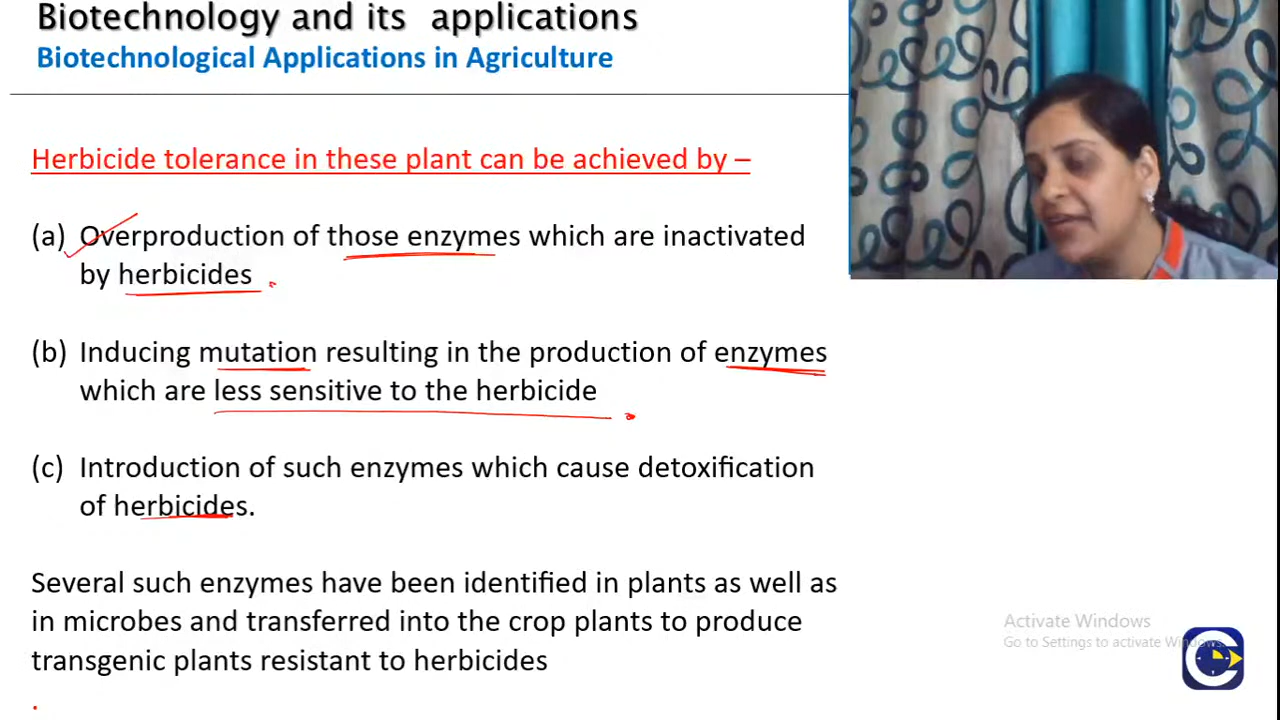 Biotechnology and its applications
Biotechnological Applications in Agriculture
Herbicide tolerance in these plant can be achieved by –
(a) Overproduction of those enzymes which are inactivated
by herbicides
(b) Inducing mutation resulting in the production of enzymes
which are less sensitive to the herbicide
(c) Introduction of such enzymes which cause detoxification
of herbicides.
Several such enzymes have been identified in plants as well as
in microbes and transferred into the crop plants to produce
transgenic plants resistant to herbicides
Activate Windows
Go to Settings to activate Windows.